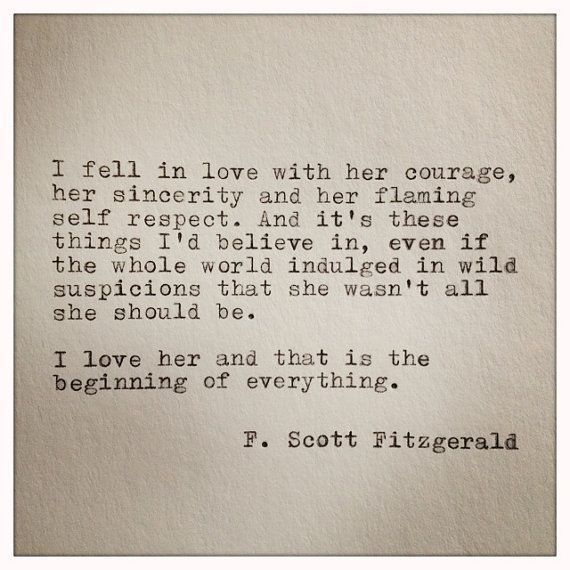 I fell in love with her courage,
her sincerity and her flaming
self respect. And it's these
things I'd believe in, even if
the whole world indulged in wild
suspicions that she wasn't all
she should be.
I love her and that is the
beginning of everything.
F. Scott Fitzgerald